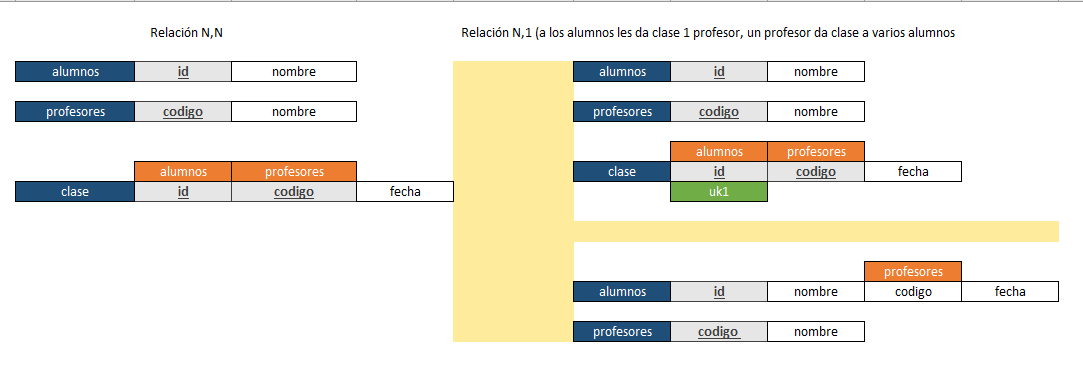 Relación N,N
alumnos id nombre
profesores codigo nombre
alumnos profesores
clase id codigo fecha
Relación N,1 (a los alumnos les da clase 1 profesor, un profesor da clase a varios alumnos
alumnos id nombre
profesores codigo nombre
alumnos profesores
clase id codigo fecha
uk1
profesores
alumnos id nombre codigo fecha
profesores codigo nombre